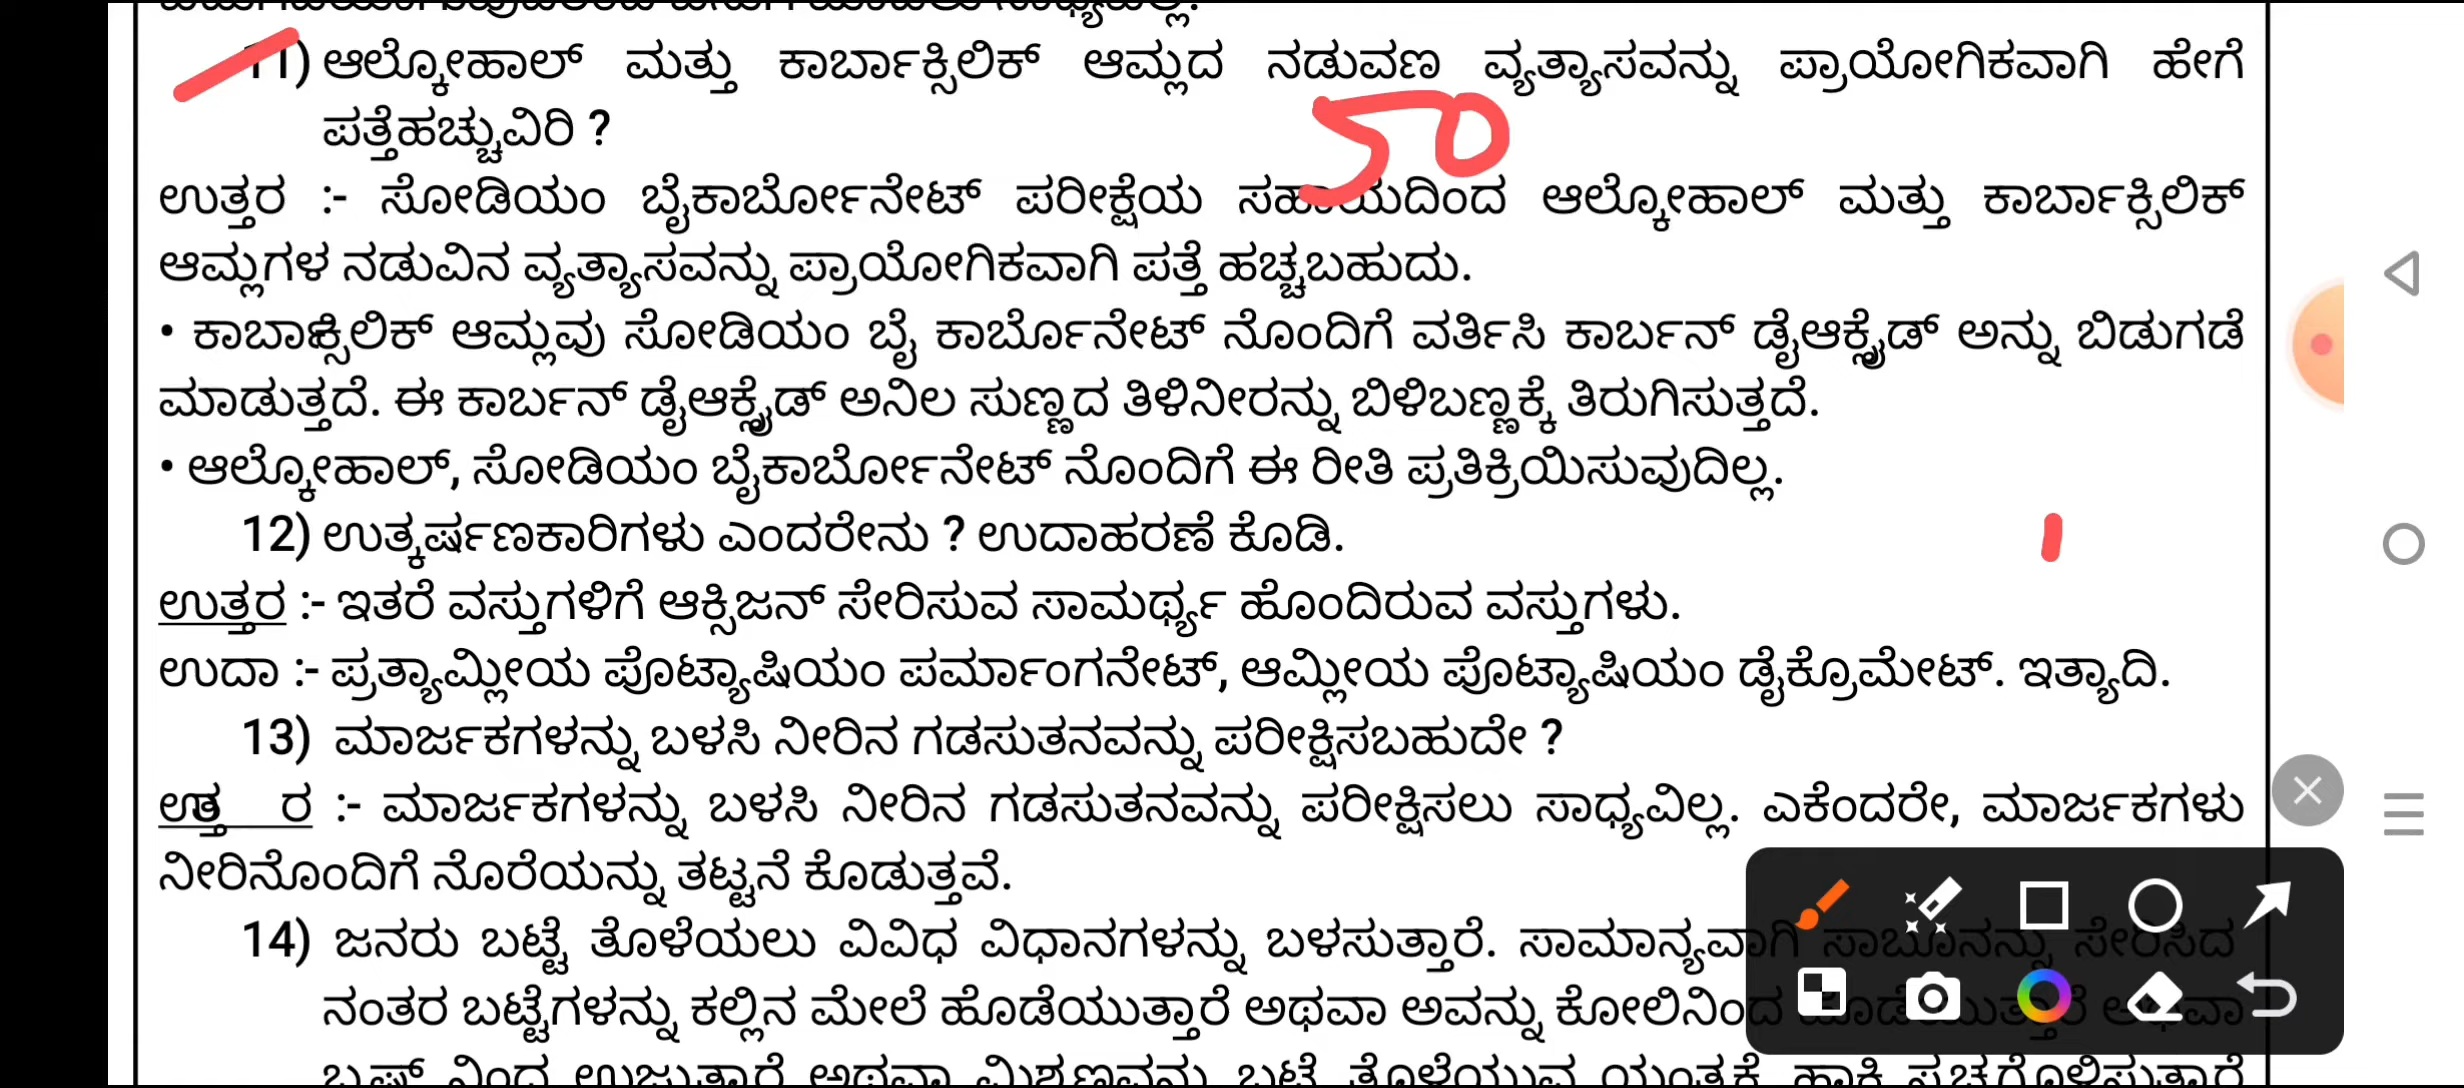 11) ಆಲ್ಕೋಹಾಲ್ ಮತ್ತು ಕಾರ್ಬಾಕ್ಸಿಲಿಕ್ ಆಮ್ಲದ ನಡುವಣ ವ್ಯತ್ಯಾಸವನ್ನು ಪ್ರಾಯೋಗಿಕವಾಗಿ ಹೇಗೆ
ಪತ್ತೆಹಚ್ಚುವಿರಿ ?
50
ಉತ್ತರ :- ಸೋಡಿಯಂ ಬೈಕಾರ್ಬೋನೇಟ್ ಪರೀಕ್ಷೆಯ ಸಹಾಯದಿಂದ ಆಲ್ಕೋಹಾಲ್ ಮತ್ತು ಕಾರ್ಬಾಕ್ಸಿಲಿಕ್
ಆಮ್ಲಗಳ ನಡುವಿನ ವ್ಯತ್ಯಾಸವನ್ನು ಪ್ರಾಯೋಗಿಕವಾಗಿ ಪತ್ತೆ ಹಚ್ಚಬಹುದು.
• ಕಾರ್ಬಾಕ್ಸಿಲಿಕ್ ಆಮ್ಲವು ಸೋಡಿಯಂ ಬೈ ಕಾರ್ಬೊನೇಟ್ ನೊಂದಿಗೆ ವರ್ತಿಸಿ ಕಾರ್ಬನ್ ಡೈಆಕ್ಸೈಡ್ ಅನ್ನು ಬಿಡುಗಡೆ
ಮಾಡುತ್ತದೆ. ಈ ಕಾರ್ಬನ್ ಡೈಆಕ್ಸೈಡ್ ಅನಿಲ ಸುಣ್ಣದ ತಿಳಿನೀರನ್ನು ಬಿಳಿಬಣ್ಣಕ್ಕೆ ತಿರುಗಿಸುತ್ತದೆ.
• ಆಲ್ಕೋಹಾಲ್, ಸೋಡಿಯಂ ಬೈಕಾರ್ಬೋನೇಟ್ ನೊಂದಿಗೆ ಈ ರೀತಿ ಪ್ರತಿಕ್ರಿಯಿಸುವುದಿಲ್ಲ.
12) ಉತ್ಕರ್ಷಣಕಾರಿಗಳು ಎಂದರೇನು ? ಉದಾಹರಣೆ ಕೊಡಿ.
ಉತ್ತರ :- ಇತರೆ ವಸ್ತುಗಳಿಗೆ ಆಕ್ಸಿಜನ್ ಸೇರಿಸುವ ಸಾಮರ್ಥ್ಯ ಹೊಂದಿರುವ ವಸ್ತುಗಳು.
ಉದಾ :- ಪ್ರತ್ಯಾಮ್ಲೀಯ ಪೊಟ್ಯಾಷಿಯಂ ಪರ್ಮಾಂಗನೇಟ್, ಆಮ್ಲೀಯ ಪೊಟ್ಯಾಷಿಯಂ ಡೈಕ್ರೊಮೇಟ್. ಇತ್ಯಾದಿ.
13) ಮಾರ್ಜಕಗಳನ್ನು ಬಳಸಿ ನೀರಿನ ಗಡಸುತನವನ್ನು ಪರೀಕ್ಷಿಸಬಹುದೇ ?
ಉತ್ತರ :- ಮಾರ್ಜಕಗಳನ್ನು ಬಳಸಿ ನೀರಿನ ಗಡಸುತನವನ್ನು ಪರೀಕ್ಷಿಸಲು ಸಾಧ್ಯವಿಲ್ಲ. ಎಕೆಂದರೇ, ಮಾರ್ಜಕಗಳು
ನೀರಿನೊಂದಿಗೆ ನೊರೆಯನ್ನು ತಟ್ಟನೆ ಕೊಡುತ್ತವೆ.
14) ಜನರು ಬಟ್ಟೆ ತೊಳೆಯಲು ವಿವಿಧ ವಿಧಾನಗಳನ್ನು ಬಳಸುತ್ತಾರೆ. ಸಾಮಾನ್ಯವಾಗಿ ಸಾಬೂನನ್ನು ಸೇರಿಸಿದ
ನಂತರ ಬಟ್ಟೆಗಳನ್ನು ಕಲ್ಲಿನ ಮೇಲೆ ಹೊಡೆಯುತ್ತಾರೆ ಅಥವಾ ಅವನ್ನು ಕೋಲಿನಿಂದ ಹೊಡೆಯುತ್ತಾರೆ ಅಥವಾ